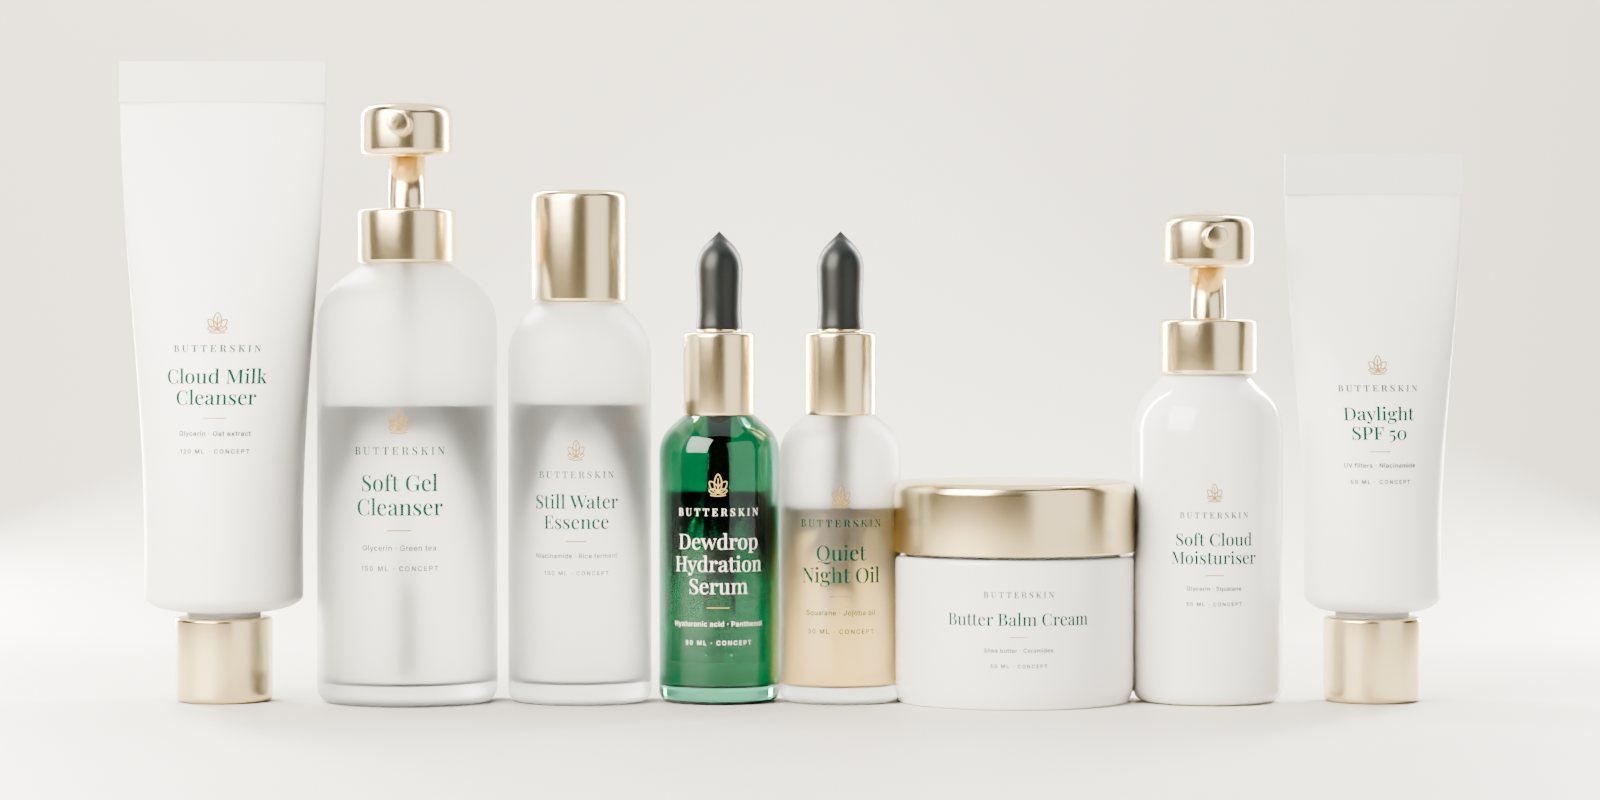 BUTTERSKIN
Cloud Milk
Cleanser
Glycerin · Oat extract
120 ML · CONCEPT
BUTTERSKIN
Soft Gel
Cleanser
Glycerin · Green tea
150 ML · CONCEPT
BUTTERSKIN
Still Water
Essence
Niacinamide · Rice ferment
150 ML · CONCEPT
BUTTERSKIN
Dewdrop
Hydration
Serum
Hyaluronic acid · Panthenol
30 ML · CONCEPT
BUTTERSKIN
Quiet
Night Oil
Squalane · Jojoba oil
30 ML · CONCEPT
BUTTERSKIN
Butter Balm Cream
Shea butter · Ceramides
50 ML · CONCEPT
BUTTERSKIN
Soft Cloud
Moisturiser
Glycerin · Squalane
50 ML · CONCEPT
BUTTERSKIN
Daylight
SPF 50
UV filters · Niacinamide
50 ML · CONCEPT